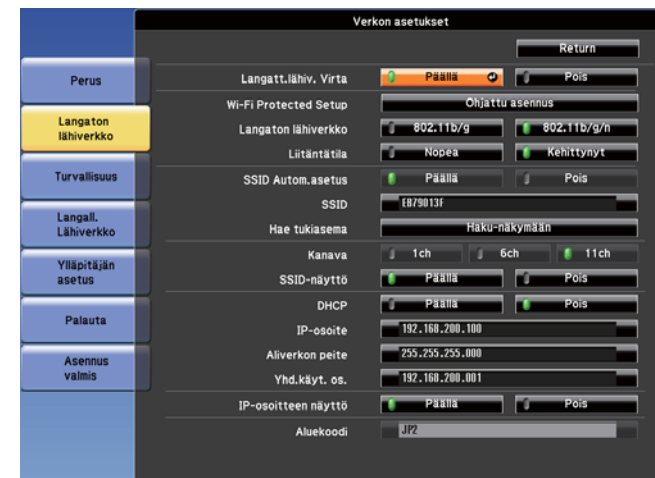 Verkon asetukset
Return
Perus
Langaton
lähiverkko
Turvallisuus
Langall.
Lähiverkko
Ylläpitäjän
asetus
Palauta
Asennus
valmis
Langatt.lähiv. Virta Päällä Pois
Wi-Fi Protected Setup Ohjattu asennus
Langaton lähiverkko 802.11b/g 802.11b/g/n
Liitäntätila Nopea Kehittynyt
SSID Autom.asetus Päällä Pois
SSID EB79013F
Hae tukiasema Haku-näkymään
Kanava 1ch 6ch 11ch
SSID-näyttö Päällä Pois
DHCP Päällä Pois
IP-osoite 192.168.200.100
Aliverkon peite 255.255.255.000
Yhd.käyt. os. 192.168.200.001
IP-osoitteen näyttö Päällä Pois
Aluekoodi JP2